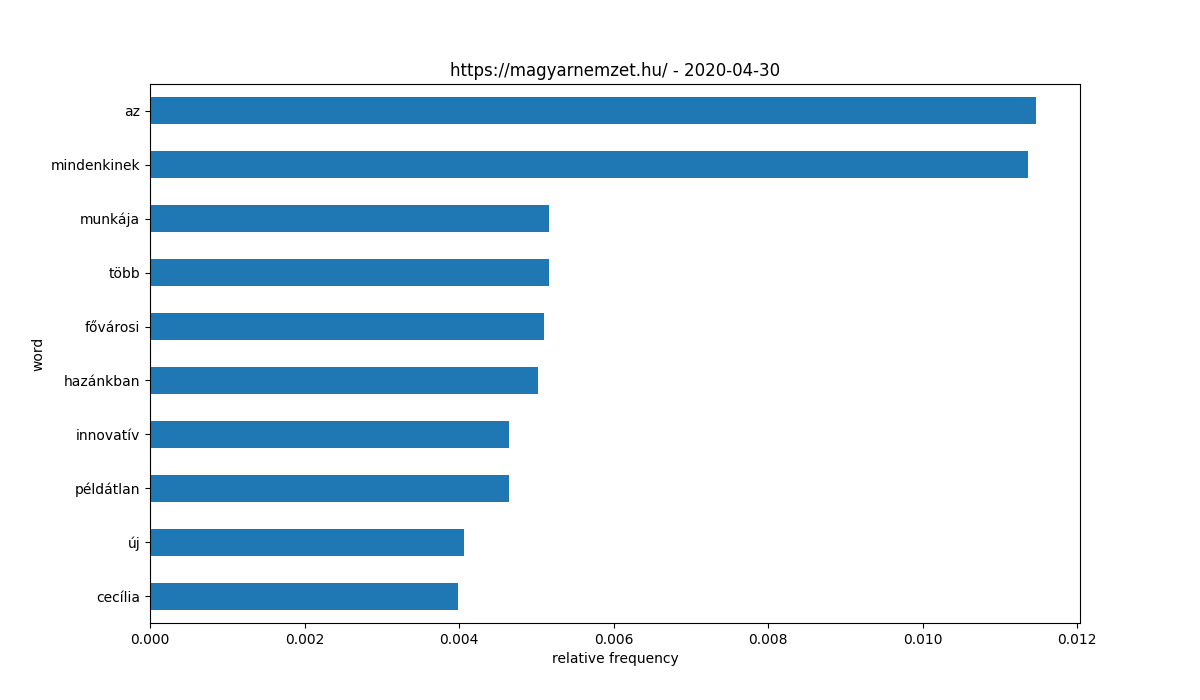 https://magyarnemzet.hu/ - 2020-04-30
az
mindenkinek
munkája
több
fővárosi
hazánkban
innovatív
példátlan
új
cecília
word
0.000 0.002 0.004 0.006 0.008 0.010 0.012
relative frequency